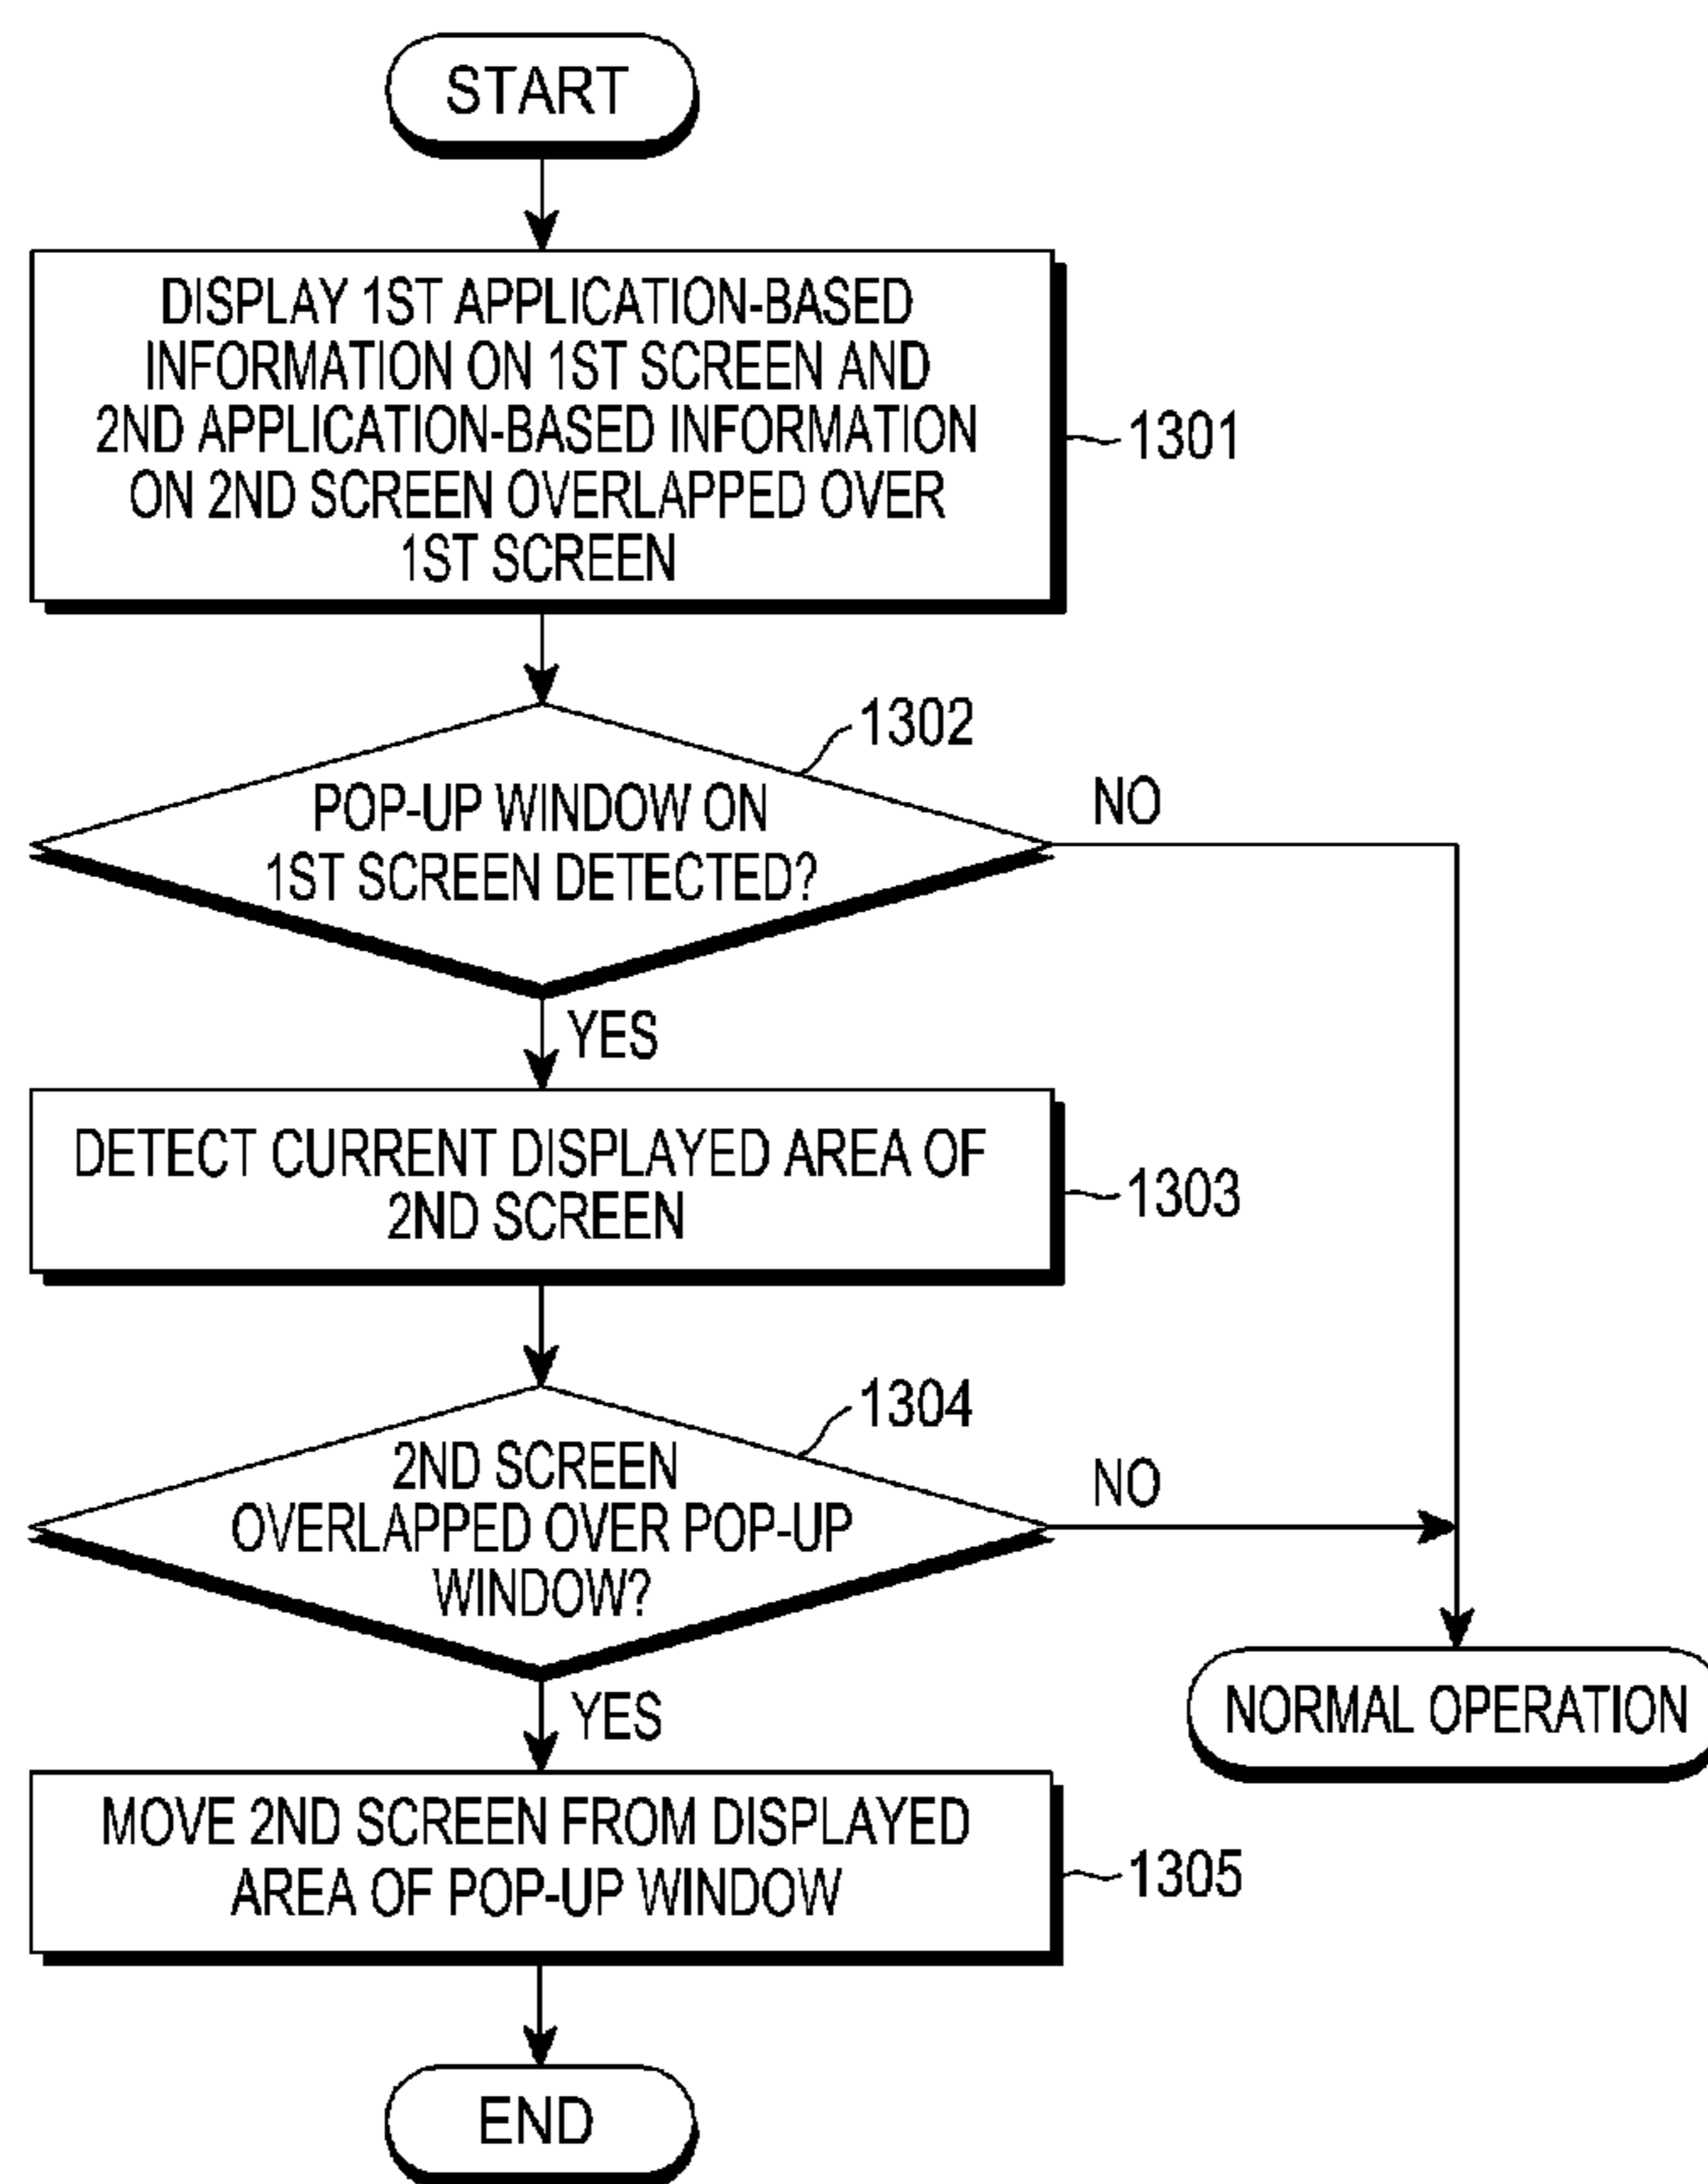 START
DISPLAY 1ST APPLICATION-BASED
INFORMATION ON 1ST SCREEN AND
2ND APPLICATION-BASED INFORMATION
ON 2ND SCREEN OVERLAPPED OVER
1ST SCREEN
1301
1302
POP-UP WINDOW ON
1ST SCREEN DETECTED?
NO
YES
DETECT CURRENT DISPLAYED AREA OF
2ND SCREEN
1303
1304
2ND SCREEN
OVERLAPPED OVER POP-UP
WINDOW?
NO
YES
NORMAL OPERATION
MOVE 2ND SCREEN FROM DISPLAYED
AREA OF POP-UP WINDOW
1305
END